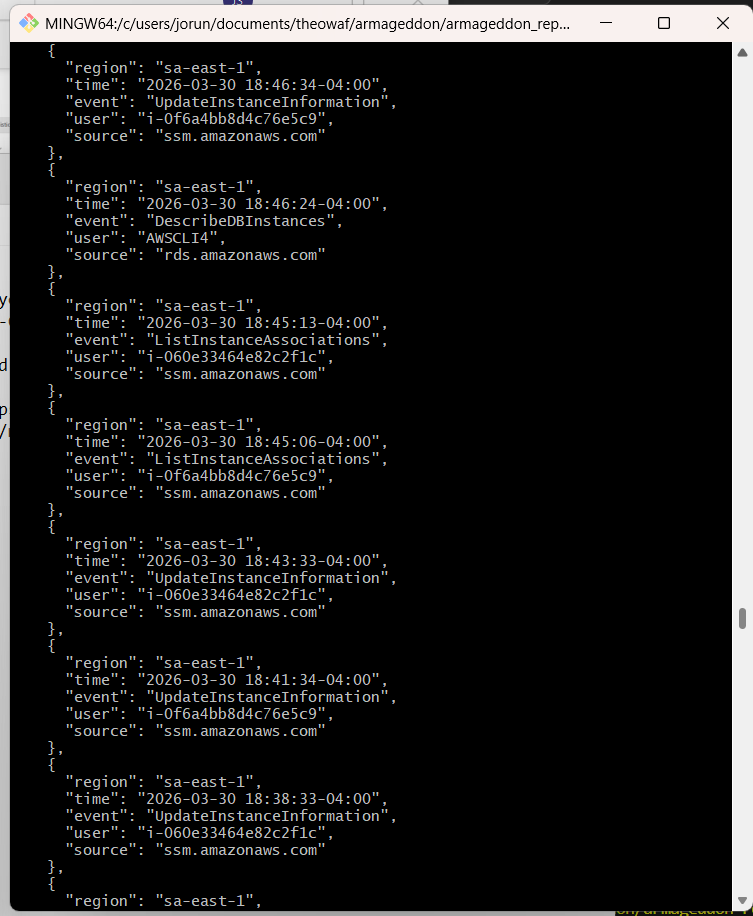 MINGW64:/c/users/jorun/documents/theowaf/armageddon/armageddon_rep...
{
"region": "sa-east-1",
"time": "2026-03-30 18:46:34-04:00",
"event": "UpdateInstanceInformation",
"user": "i-0f6a4bb8d4c76e5c9",
"source": "ssm.amazonaws.com"
},
{
"region": "sa-east-1",
"time": "2026-03-30 18:46:24-04:00",
"event": "DescribeDBInstances",
"user": "AWSCLI4",
"source": "rds.amazonaws.com"
},
{
"region": "sa-east-1",
"time": "2026-03-30 18:45:13-04:00",
"event": "ListInstanceAssociations",
"user": "i-060e33464e82c2f1c",
"source": "ssm.amazonaws.com"
},
{
"region": "sa-east-1",
"time": "2026-03-30 18:45:06-04:00",
"event": "ListInstanceAssociations",
"user": "i-0f6a4bb8d4c76e5c9",
"source": "ssm.amazonaws.com"
},
{
"region": "sa-east-1",
"time": "2026-03-30 18:43:33-04:00",
"event": "UpdateInstanceInformation",
"user": "i-060e33464e82c2f1c",
"source": "ssm.amazonaws.com"
},
{
"region": "sa-east-1",
"time": "2026-03-30 18:41:34-04:00",
"event": "UpdateInstanceInformation",
"user": "i-0f6a4bb8d4c76e5c9",
"source": "ssm.amazonaws.com"
},
{
"region": "sa-east-1",
"time": "2026-03-30 18:38:33-04:00",
"event": "UpdateInstanceInformation",
"user": "i-060e33464e82c2f1c",
"source": "ssm.amazonaws.com"
},
{
"region": "sa-east-1",